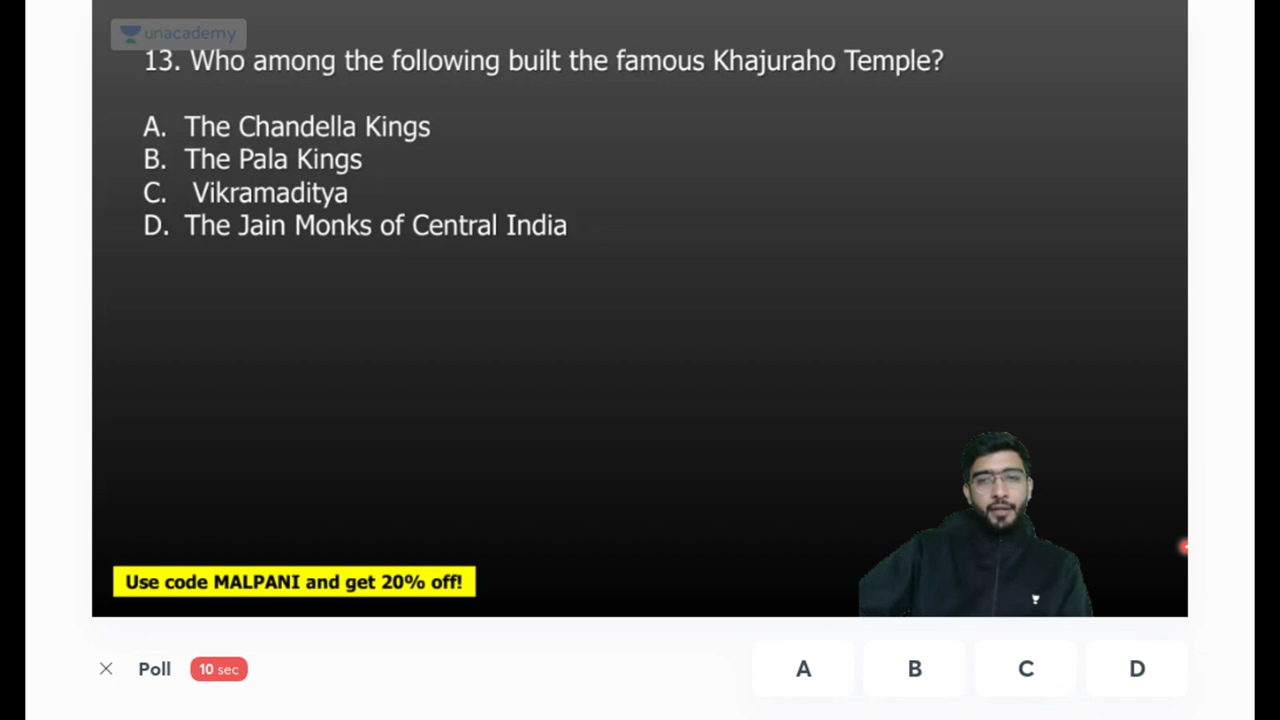 unacademy
13. Who among the following built the famous Khajuraho Temple?
A. The Chandella Kings
B. The Pala Kings
C. Vikramaditya
D. The Jain Monks of Central India
Use code MALPANI and get 20% off!
Poll 10 sec A B C D